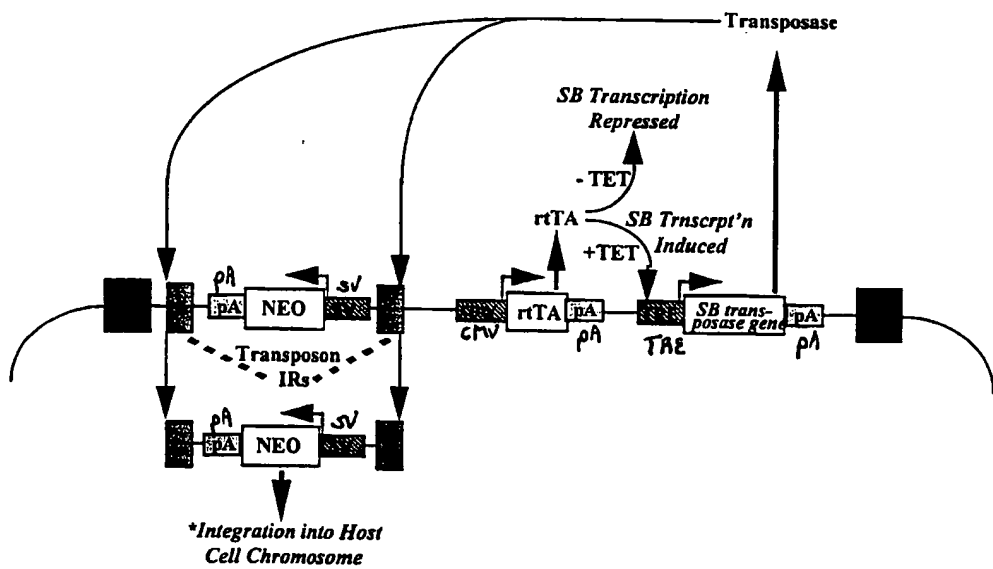 Transposase
SB Transcription
Repressed
- TET
rtTA
SB Trnscrpt'n
Induced
+TET
pA
sv
pA
NEO
rtTA
pA
SB trans-
posase gene
pA
CMV
pA
TRE
pA
Transposon
IRs
pA
sv
pA
NEO
*Integration into Host
Cell Chromosome